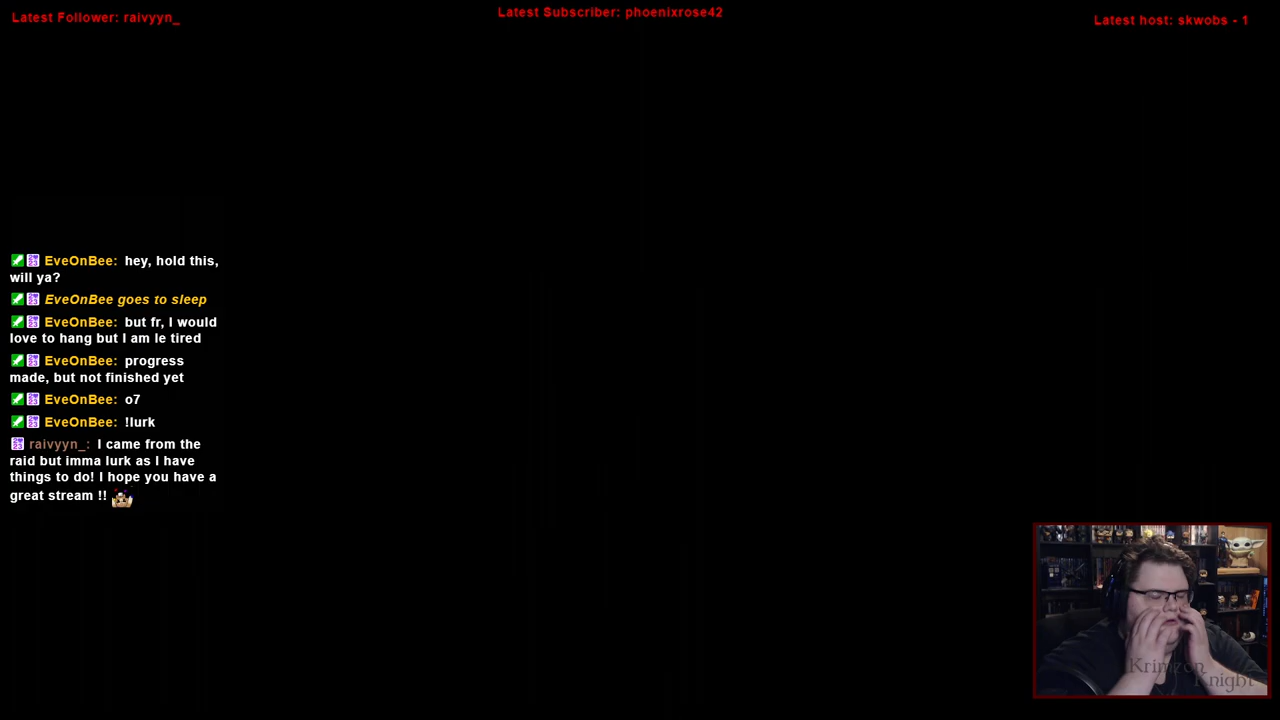 Latest Follower: raivyyn_
Latest Subscriber: phoenixrose42
Latest host: skwobs - 1
EveOnBee: hey, hold this,
will ya?
EveOnBee goes to sleep
EveOnBee: but fr, I would
love to hang but I am le tired
EveOnBee: progress
made, but not finished yet
EveOnBee: o7
EveOnBee: !lurk
raivyyn_: I came from the
raid but imma lurk as I have
things to do! I hope you have a
great stream !!
Krimzon
Knight